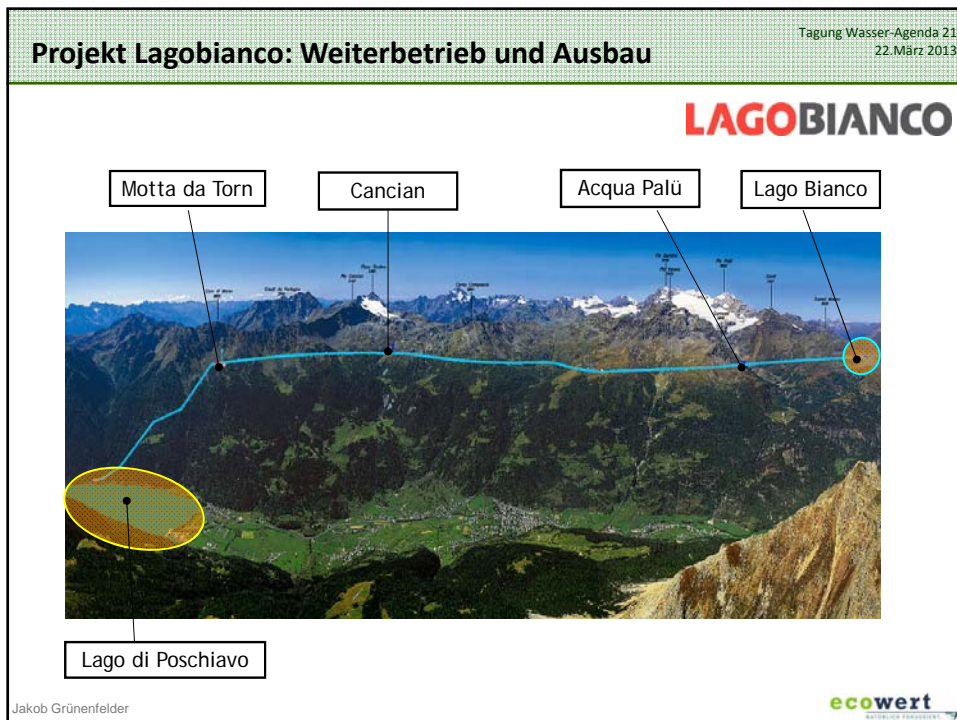 Projekt Lagobianco: Weiterbetrieb und Ausbau
Tagung Wasser-Agenda 21
22.März 2013
LAGOBIANCO
Motta da Torn
Cancian
Acqua Palü
Lago Bianco
Lago di Poschiavo
Jakob Grünenfelder
ecowert